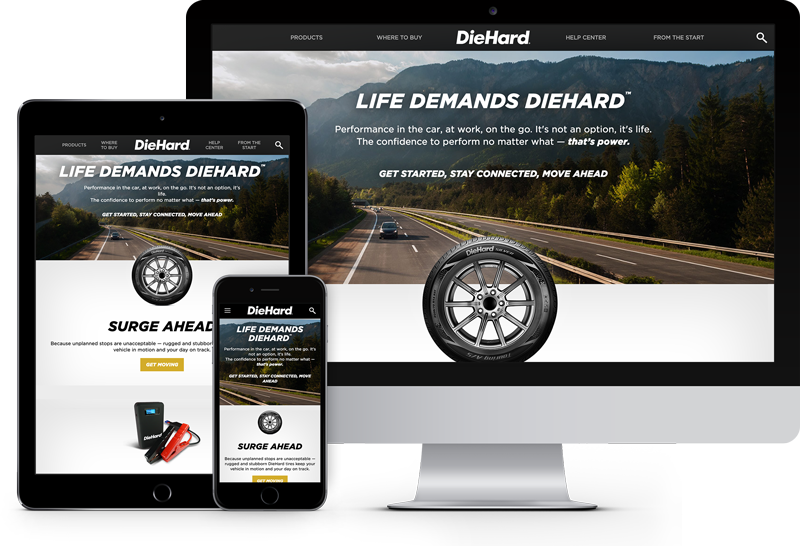 PRODUCTS
WHERE TO BUY
DieHard
HELP CENTER
FROM THE START
LIFE DEMANDS DIEHARD™
Performance in the car, at work, on the go. It's not an option, it's life.
The confidence to perform no matter what — that's power.
GET STARTED, STAY CONNECTED, MOVE AHEAD
DieHard
Touring A/S
PRODUCTS
WHERE
TO BUY
DieHard
HELP
CENTER
FROM THE
START
LIFE DEMANDS DIEHARD™
Performance in the car, at work, on the go. It's not an option, it's
life.
The confidence to perform no matter what — that's power.
GET STARTED, STAY CONNECTED, MOVE AHEAD
SURGE AHEAD
Because unplanned stops are unacceptable — rugged and stubborn
vehicle in motion and your day on track.
GET MOVING
DieHard
DieHard
LIFE DEMANDS
DIEHARD™
Performance in the car, at work, on the go. It's
not an option, it's life.
The confidence to perform no matter what —
that's power.
GET STARTED, STAY CONNECTED, MOVE
AHEAD
SURGE AHEAD
Because unplanned stops are unacceptable —
rugged and stubborn DieHard tires keep your
vehicle in motion and your day on track.
GET MOVING